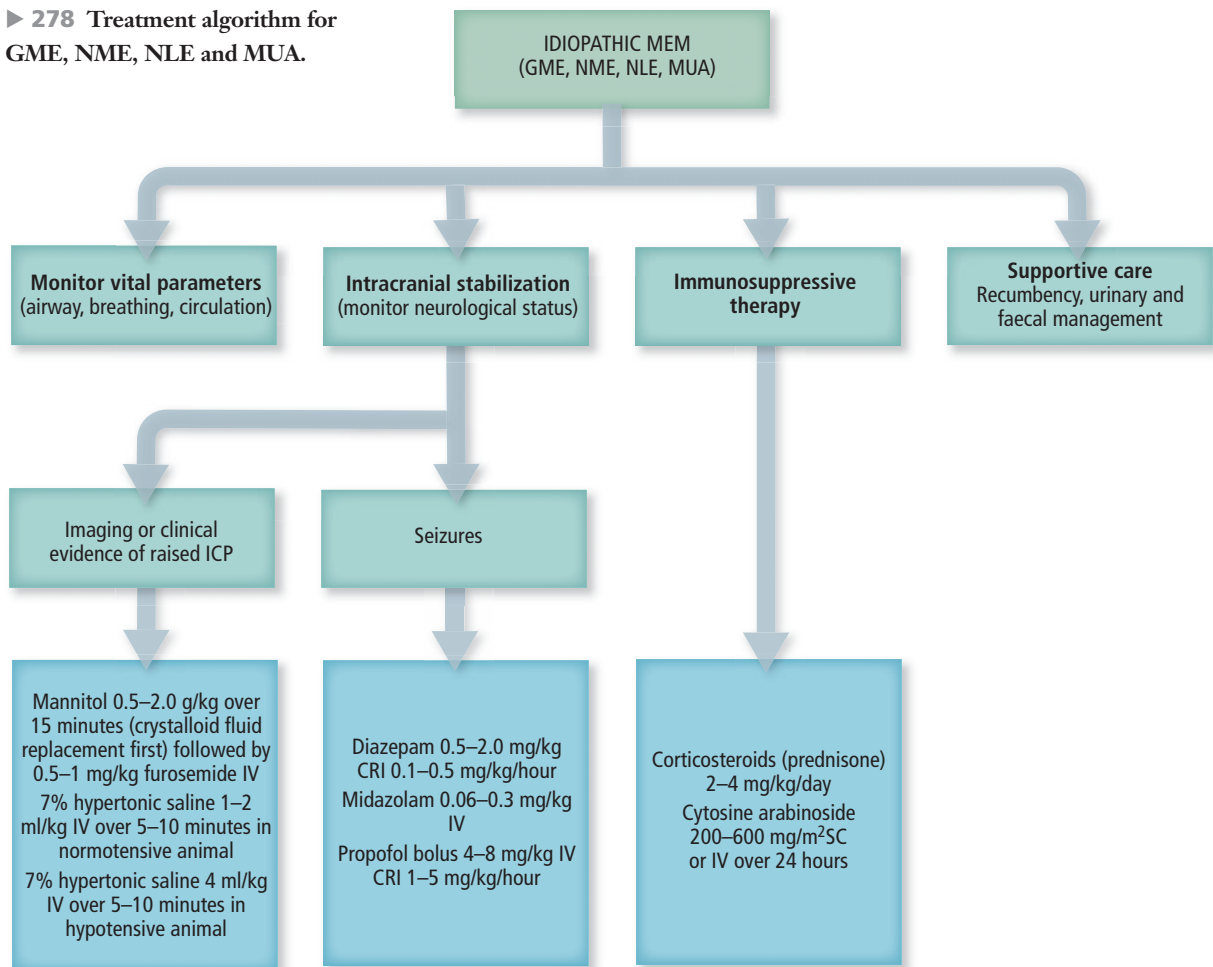 ▶ 278 Treatment algorithm for
GME, NME, NLE and MUA.
IDIOPATHIC MEM
(GME, NME, NLE, MUA)
Monitor vital parameters
(airway, breathing, circulation)
Intracranial stabilization
(monitor neurological status)
Immunosuppressive
therapy
Supportive care
Recumbency, urinary and
faecal management
Imaging or clinical
evidence of raised ICP
Seizures
Mannitol 0.5–2.0 g/kg over
15 minutes (crystalloid fluid
replacement first) followed by
0.5–1 mg/kg furosemide IV
7% hypertonic saline 1–2
ml/kg IV over 5–10 minutes in
normotensive animal
7% hypertonic saline 4 ml/kg
IV over 5–10 minutes in
hypotensive animal
Diazepam 0.5–2.0 mg/kg
CRI 0.1–0.5 mg/kg/hour
Midazolam 0.06–0.3 mg/kg
IV
Propofol bolus 4–8 mg/kg IV
CRI 1–5 mg/kg/hour
Corticosteroids (prednisone)
2–4 mg/kg/day
Cytosine arabinoside
200–600 mg/m²SC
or IV over 24 hours